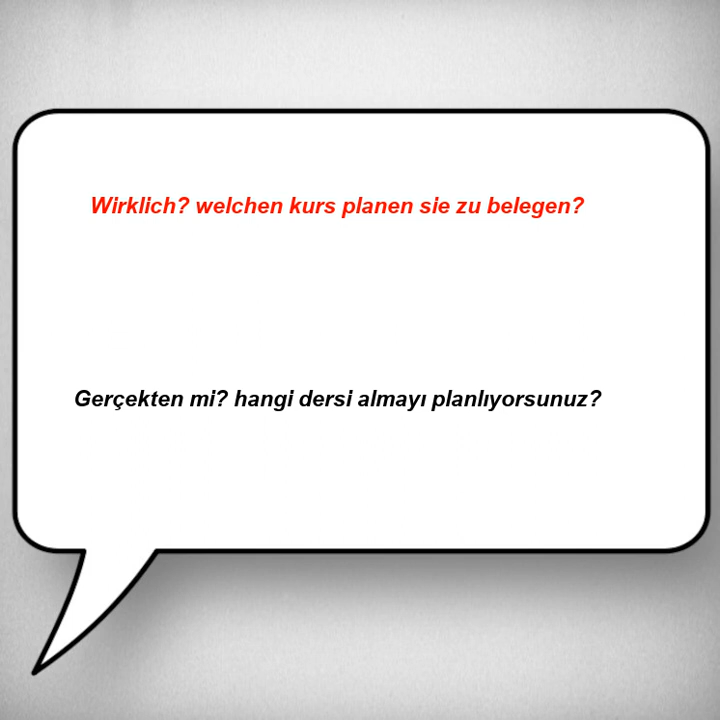 Wirklich? welchen kurs planen sie zu belegen?
Gerçekten mi? hangi dersi almayı planlıyorsunuz?